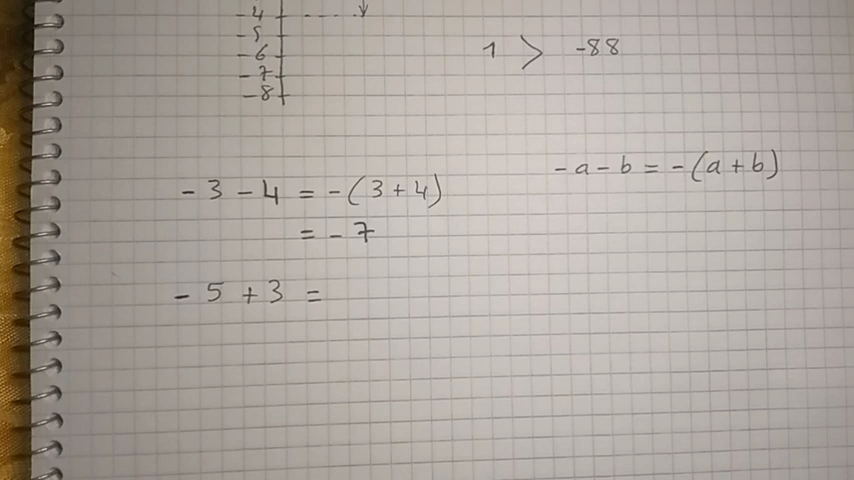 -4
-5
-6
-7
-8
1 > -88
-a-b = -(a+b)
-3-4 = -(3+4)
= -7
-5+3 =